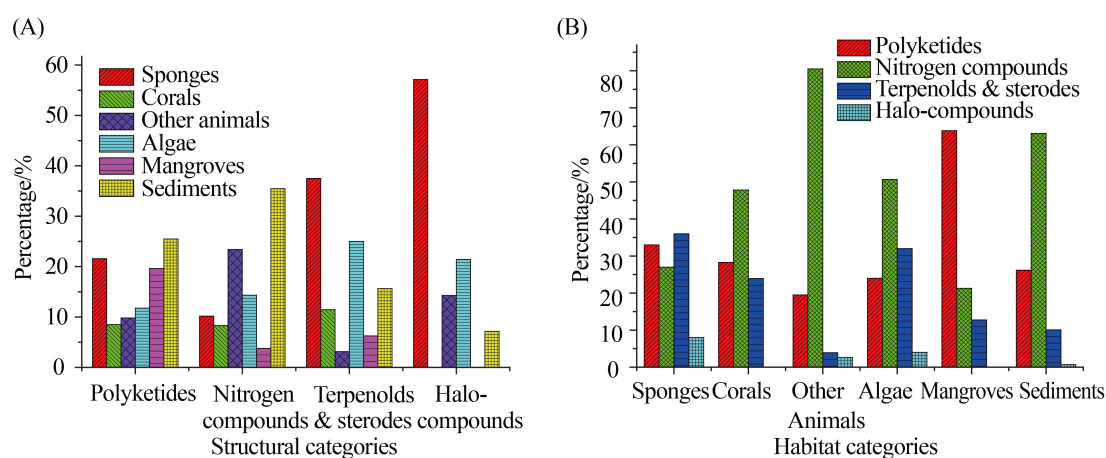 (A)
60
50
40
30
20
10
0
Percentage/%
Sponges
Corals
Other animals
Algae
Mangroves
Sediments
Polyketides
Nitrogen compounds
Terpenolds & sterodes
Halo-compounds
Structural categories
(B)
80
70
60
50
40
30
20
10
0
Percentage/%
Polyketides
Nitrogen compounds
Terpenolds & sterodes
Halo-compounds
Sponges
Corals
Other
Animals
Algae
Mangroves
Sediments
Habitat categories